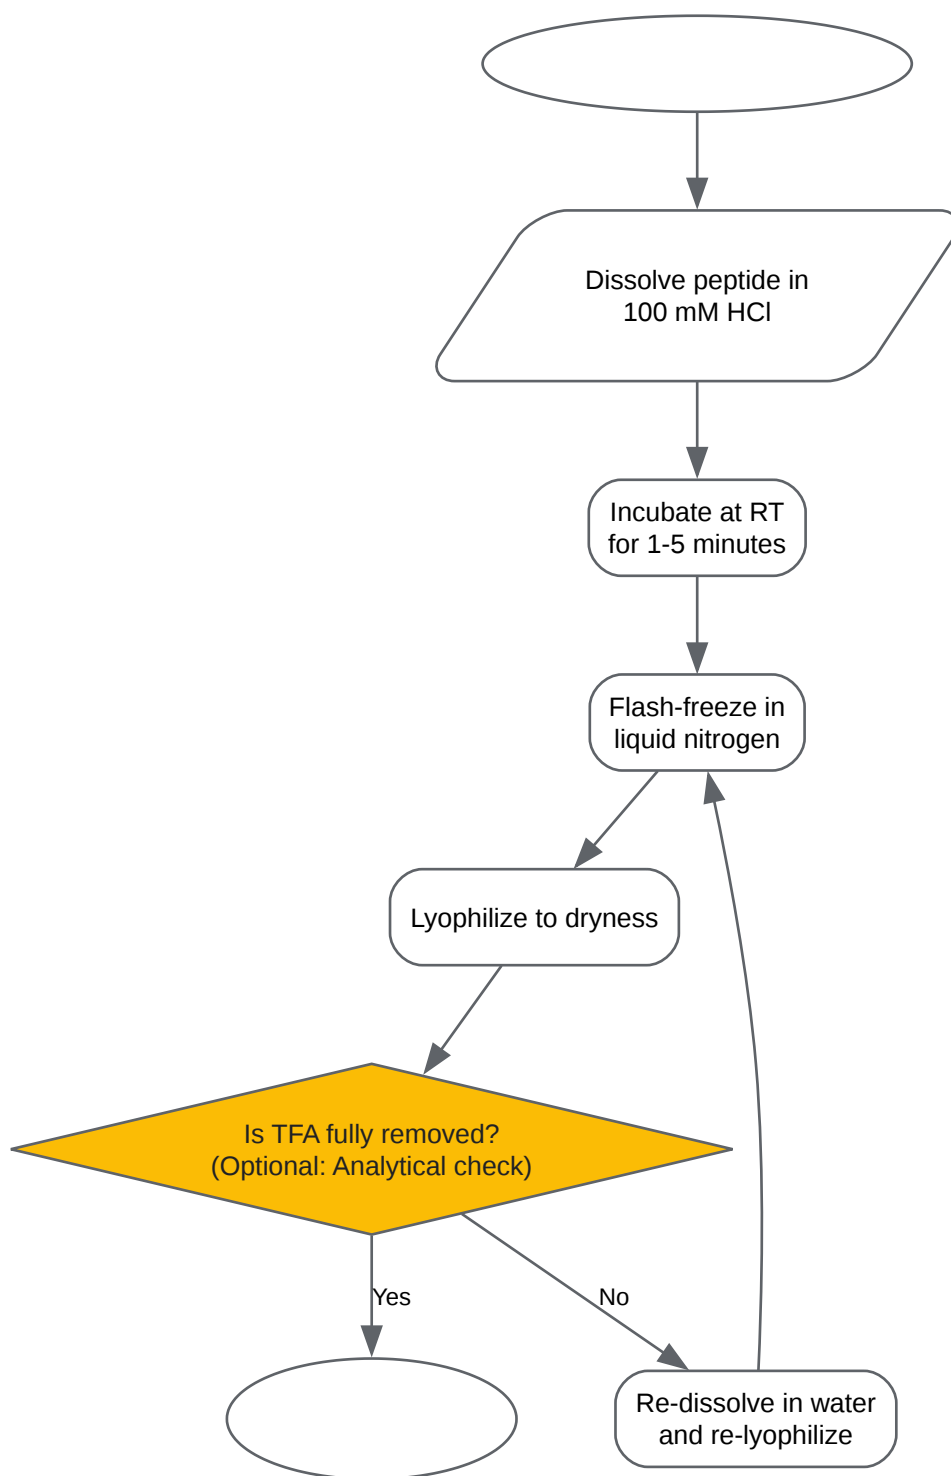 Dissolve peptide in
100 mM HCl
Incubate at RT
for 1-5 minutes
Flash-freeze in
liquid nitrogen
Lyophilize to dryness
Is TFA fully removed?
(Optional: Analytical check)
Yes
No
Re-dissolve in water
and re-lyophilize